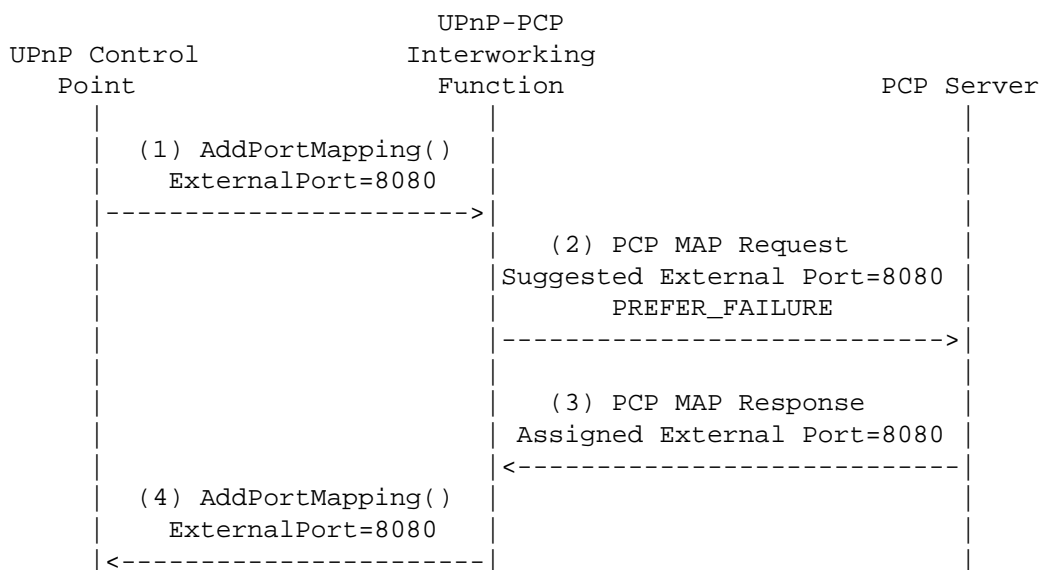 UPnP-PCP
UPnP Control Interworking
Point Function PCP Server
(1) AddPortMapping()
ExternalPort=8080
(2) PCP MAP Request
Suggested External Port=8080
PREFER_FAILURE
(3) PCP MAP Response
Assigned External Port=8080
(4) AddPortMapping()
ExternalPort=8080